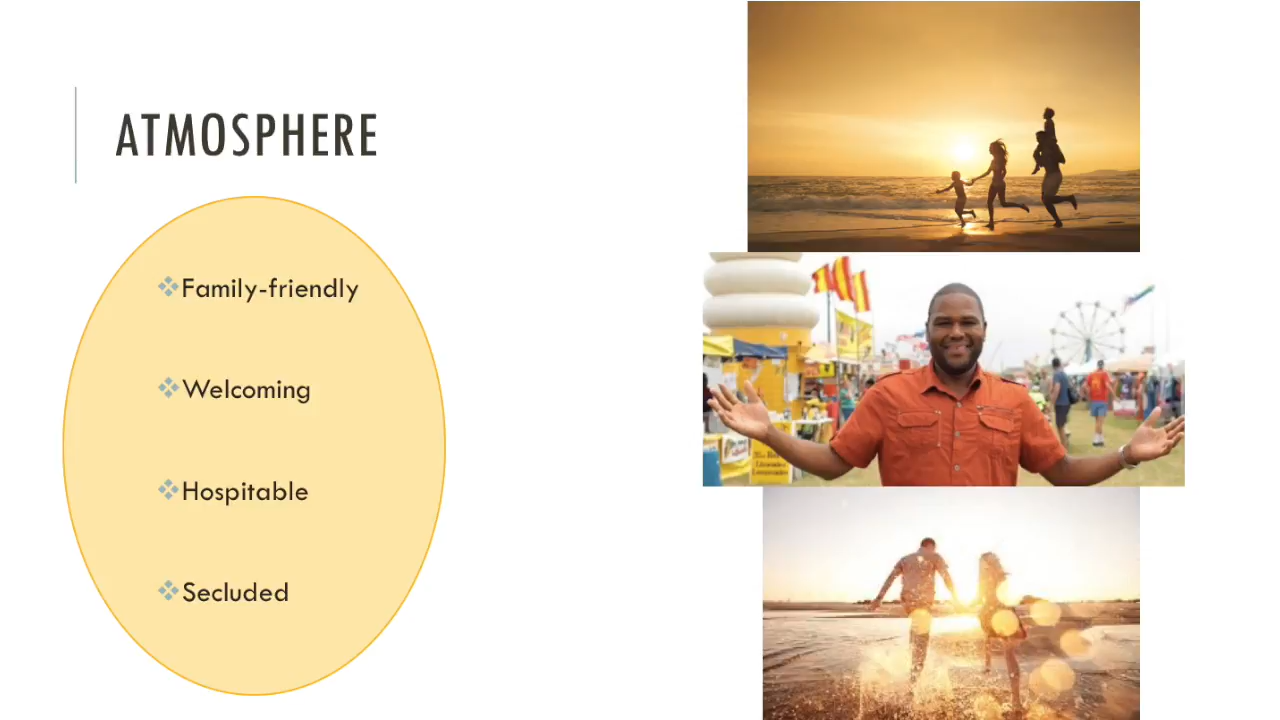 ATMOSPHERE
Family-friendly
Welcoming
Hospitable
Secluded